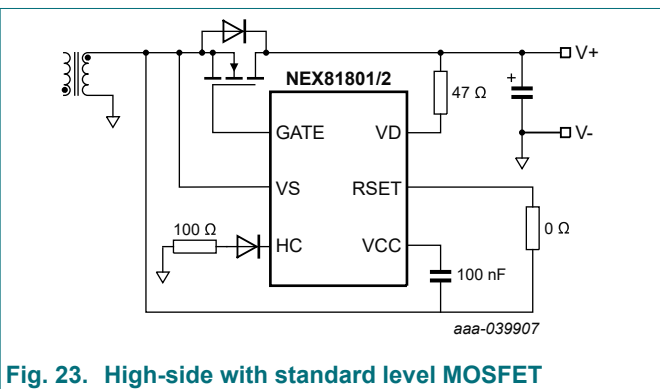 V+
NEX81801/2
+
47 Ω
GATE
VD
V-
VS
RSET
100 Ω
0 Ω
HC
VCC
100 nF
aaa-039907
Fig. 23. High-side with standard level MOSFET